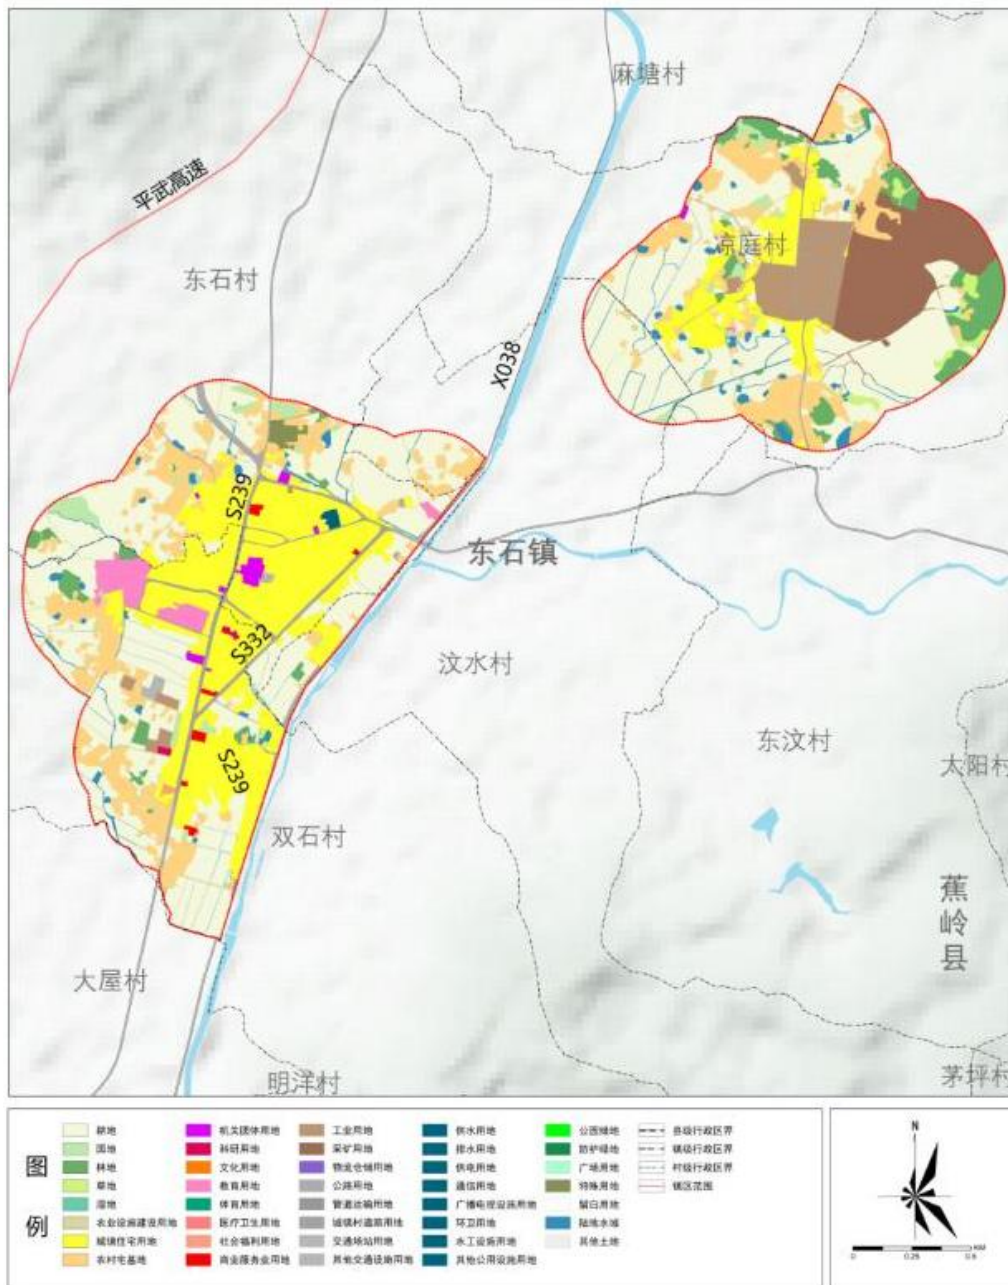 麻塘村
平武高速
东石村
凉庭村
X038
S239
东石镇
S332
汶水村
东汶村
太阳村
S239
双石村
蕉岭县
大屋村
明洋村
茅坪村
图例
耕地
园地
林地
草地
湿地
农业设施建设用地
城镇住宅用地
农村宅基地
机关团体用地
科研用地
文化用地
教育用地
体育用地
医疗卫生用地
社会福利用地
商业服务业用地
工业用地
采矿用地
物流仓储用地
公路用地
管道运输用地
城镇村道路用地
交通场站用地
其他交通设施用地
供水用地
排水用地
供电用地
通信用地
广播电视设施用地
环卫用地
水工设施用地
其他公用设施用地
公园绿地
防护绿地
广场用地
特殊用地
留白用地
陆地水域
其他土地
县级行政区界
镇级行政区界
村级行政区界
镇区范围
N
0 0.25 0.5 KM